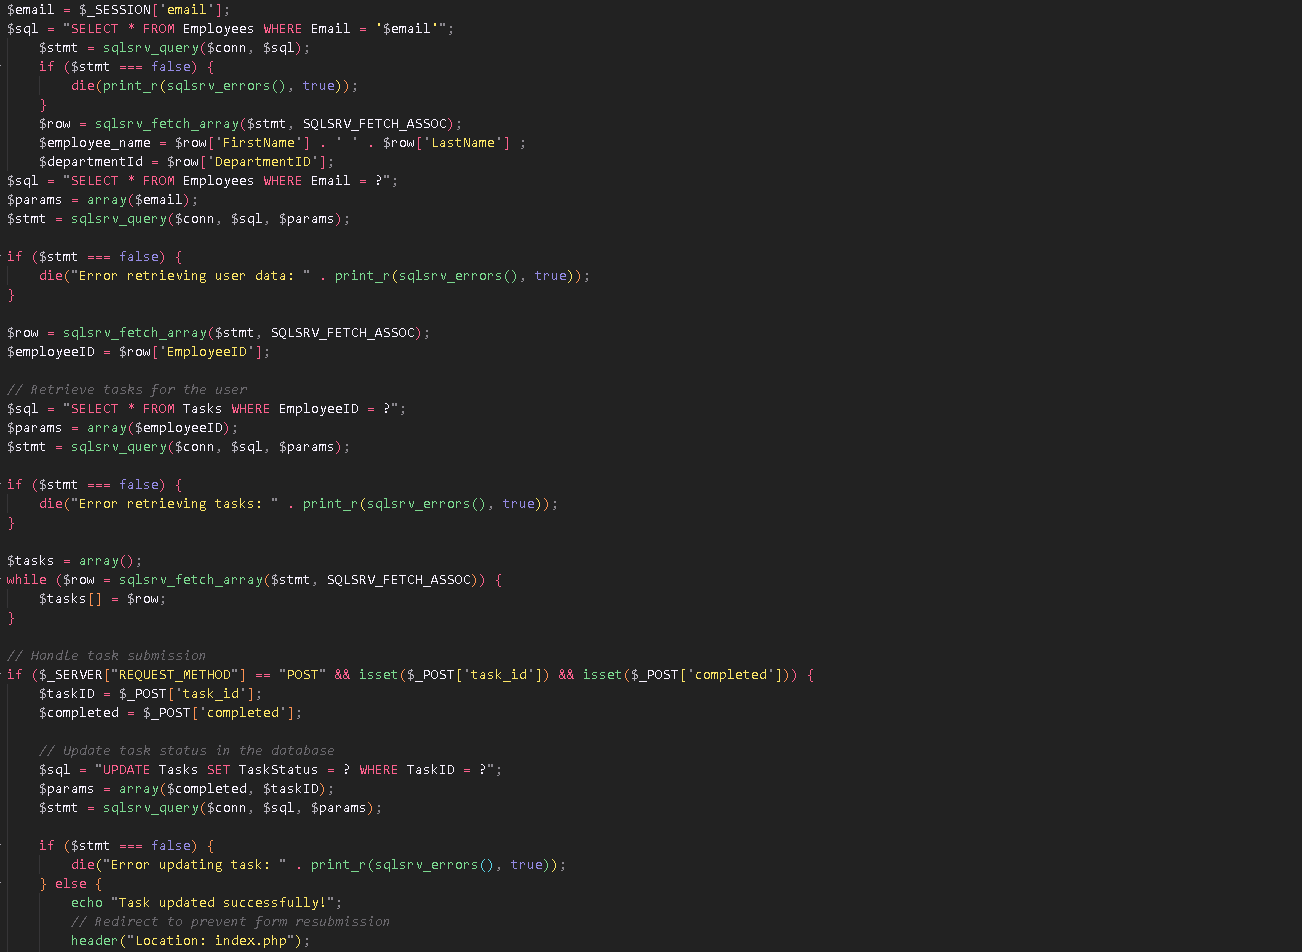 $email = $_SESSION['email'];
$sql = "SELECT * FROM Employees WHERE Email = '$email'";
$stmt = sqlsrv_query($conn, $sql);
if ($stmt === false) {
die(print_r(sqlsrv_errors(), true));
}
$row = sqlsrv_fetch_array($stmt, SQLSRV_FETCH_ASSOC);
$employee_name = $row['FirstName'] . ' ' . $row['LastName'] ;
$departmentId = $row['DepartmentID'];
$sql = "SELECT * FROM Employees WHERE Email = ?";
$params = array($email);
$stmt = sqlsrv_query($conn, $sql, $params);
if ($stmt === false) {
die("Error retrieving user data: " . print_r(sqlsrv_errors(), true));
}
$row = sqlsrv_fetch_array($stmt, SQLSRV_FETCH_ASSOC);
$employeeID = $row['EmployeeID'];
// Retrieve tasks for the user
$sql = "SELECT * FROM Tasks WHERE EmployeeID = ?";
$params = array($employeeID);
$stmt = sqlsrv_query($conn, $sql, $params);
if ($stmt === false) {
die("Error retrieving tasks: " . print_r(sqlsrv_errors(), true));
}
$tasks = array();
while ($row = sqlsrv_fetch_array($stmt, SQLSRV_FETCH_ASSOC)) {
$tasks[] = $row;
}
// Handle task submission
if ($_SERVER["REQUEST_METHOD"] == "POST" && isset($_POST['task_id']) && isset($_POST['completed'])) {
$taskID = $_POST['task_id'];
$completed = $_POST['completed'];
// Update task status in the database
$sql = "UPDATE Tasks SET TaskStatus = ? WHERE TaskID = ?";
$params = array($completed, $taskID);
$stmt = sqlsrv_query($conn, $sql, $params);
if ($stmt === false) {
die("Error updating task: " . print_r(sqlsrv_errors(), true));
} else {
echo "Task updated successfully!";
// Redirect to prevent form resubmission
header("Location: index.php");